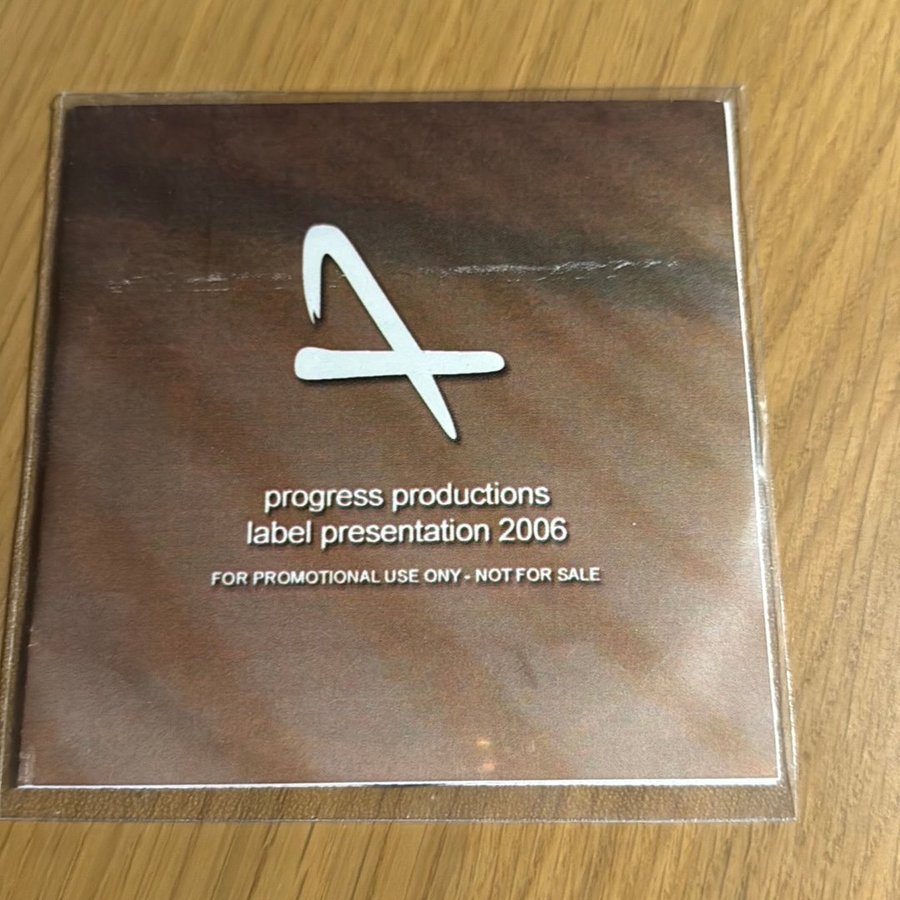 progress productions
label presentation 2006
FOR PROMOTIONAL USE ONY - NOT FOR SALE